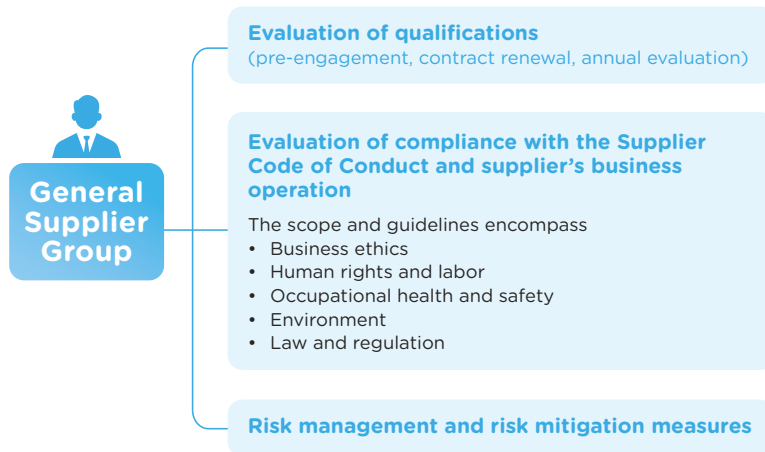 General
Supplier
Group
Evaluation of qualifications
(pre-engagement, contract renewal, annual evaluation)
Evaluation of compliance with the Supplier
Code of Conduct and supplier's business
operation
The scope and guidelines encompass
• Business ethics
• Human rights and labor
• Occupational health and safety
• Environment
• Law and regulation
Risk management and risk mitigation measures